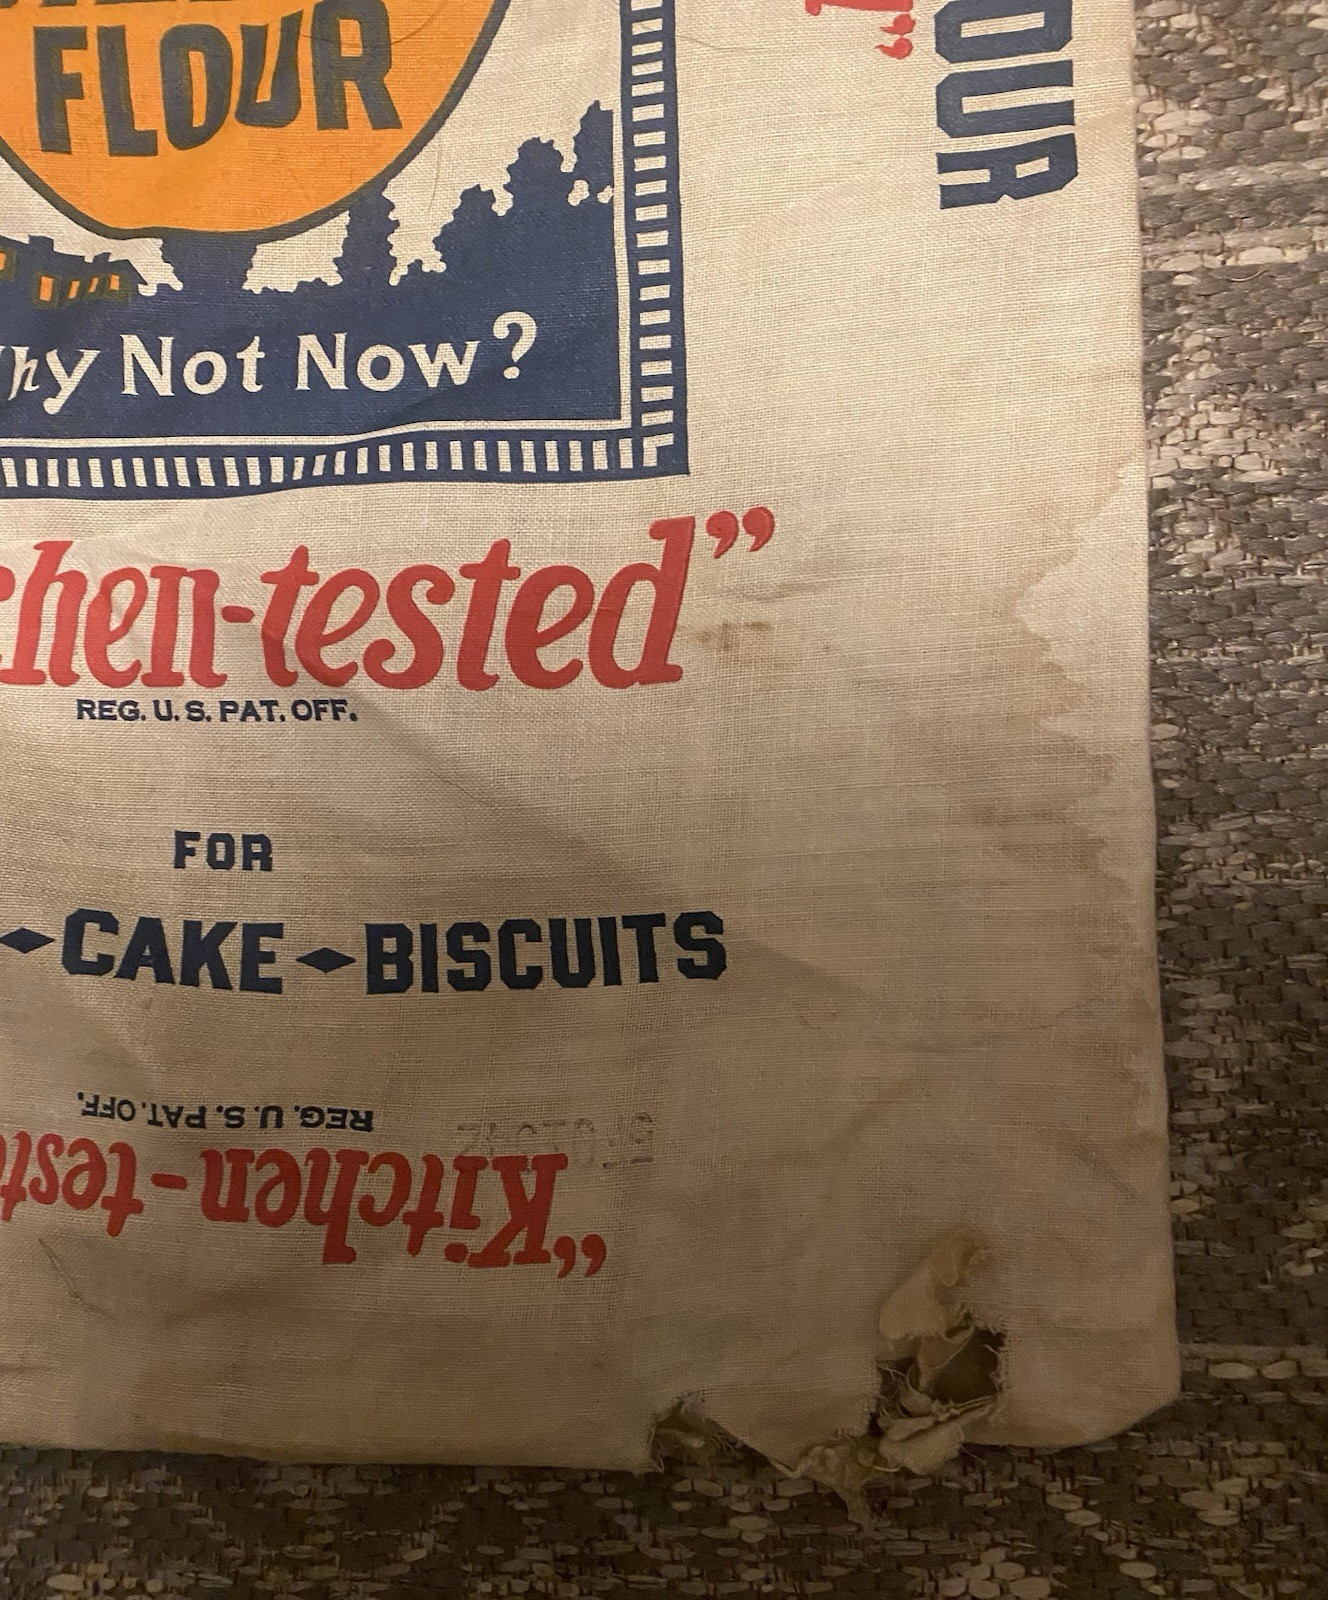 FLOUR
OUR
hy Not Now?
chen-tested”
REG. U. S. PAT. OFF.
FOR
CAKE BISCUITS
REG. U. S. PAT. OFF.
“Kitchen-test